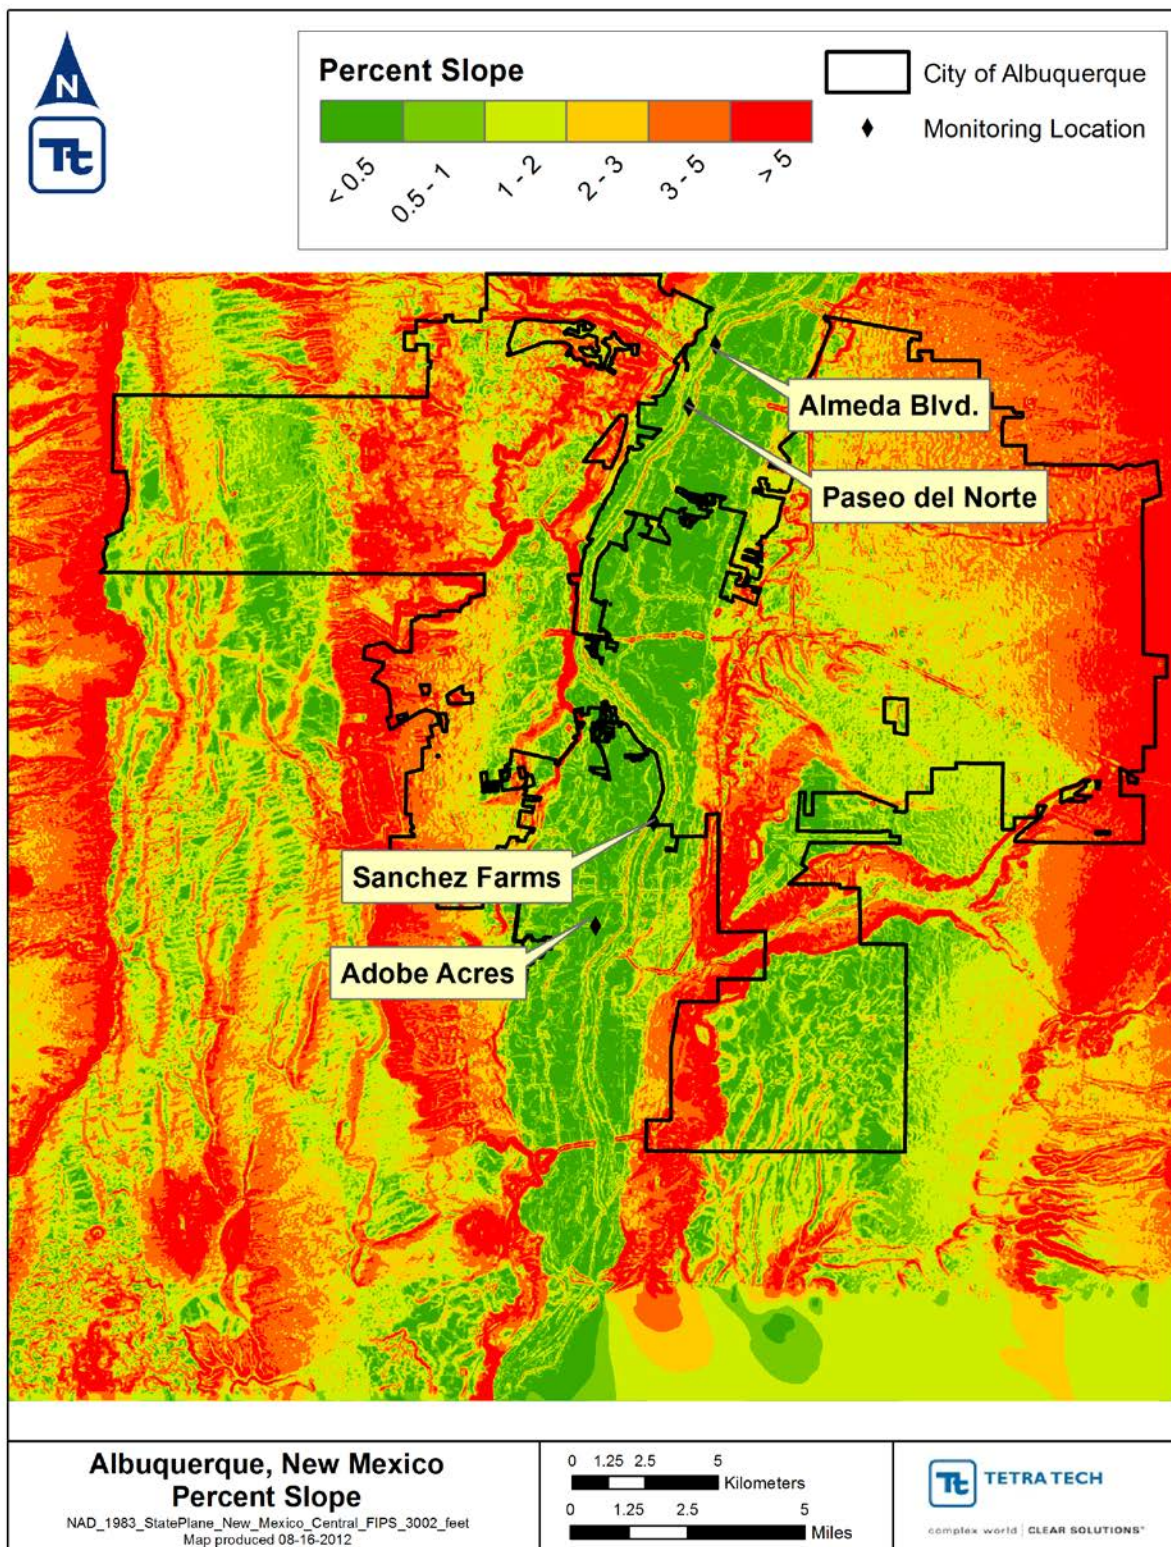 N
Tt
Percent Slope
< 0.5
0.5 - 1
1 - 2
2 - 3
3 - 5
> 5
City of Albuquerque
Monitoring Location
Almeda Blvd.
Paseo del Norte
Sanchez Farms
Adobe Acres
Albuquerque, New Mexico
Percent Slope
NAD_1983_StatePlane_New_Mexico_Central_FIPS_3002_feet
Map produced 08-16-2012
0 1.25 2.5 5
Kilometers
0 1.25 2.5 5
Miles
Tt TETRA TECH
complex world | CLEAR SOLUTIONS™